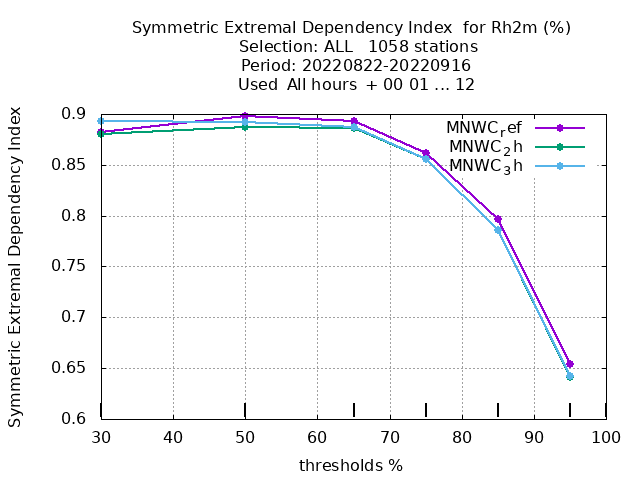 Symmetric Extremal Dependency Index  for Rh2m (%)
Selection: ALL   1058 stations
Period: 20220822-20220916
Used  All hours  + 00 01 ... 12
Symmetric Extremal Dependency Index
0.9
0.85
0.8
0.75
0.7
0.65
0.6
MNWC_ref
MNWC_2h
MNWC_3h
30 40 50 60 70 80 90 100
thresholds %